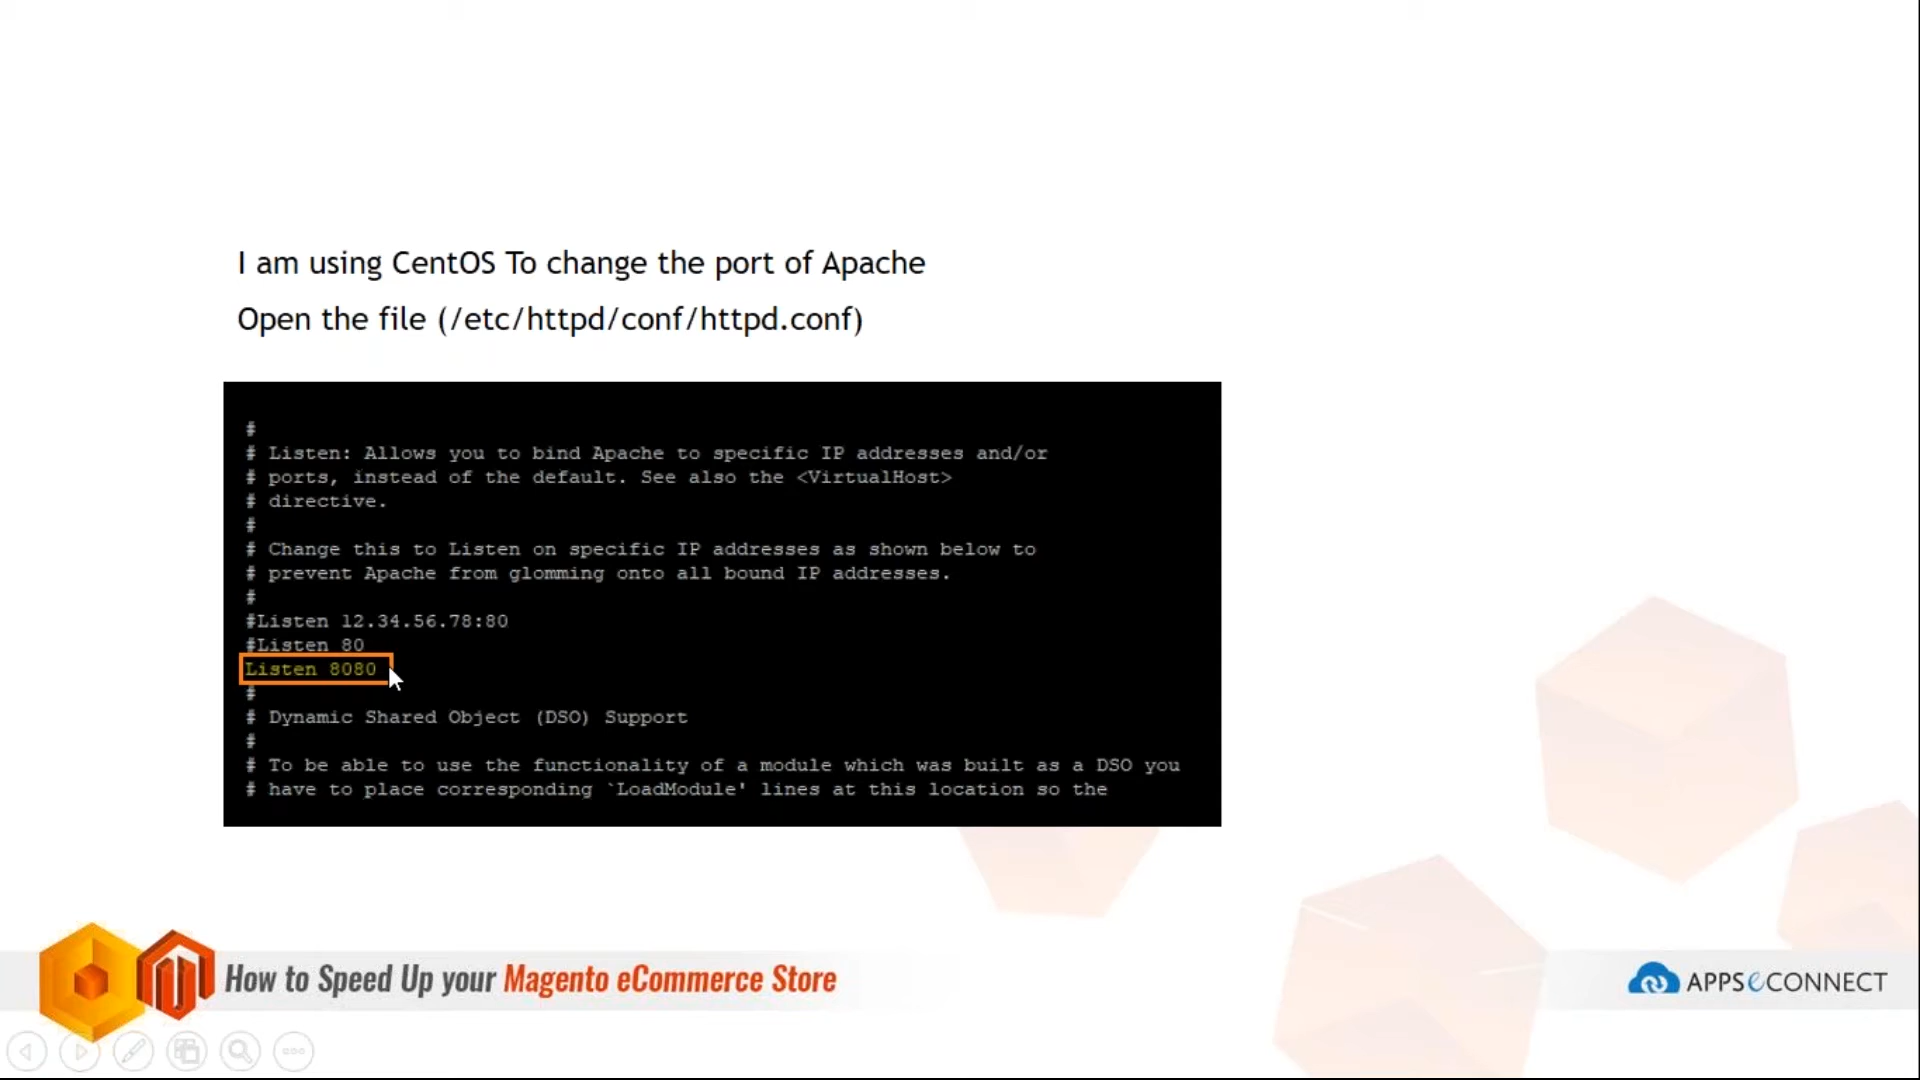 I am using CentOS To change the port of Apache
Open the file (/etc/httpd/conf/httpd.conf)
#
# Listen: Allows you to bind Apache to specific IP addresses and/or
# ports, instead of the default. See also the <VirtualHost>
# directive.
#
# Change this to Listen on specific IP addresses as shown below to
# prevent Apache from glomming onto all bound IP addresses.
#
#Listen 12.34.56.78:80
#Listen 80
Listen 8080
#
# Dynamic Shared Object (DSO) Support
#
# To be able to use the functionality of a module which was built as a DSO you
# have to place corresponding `LoadModule' lines at this location so the
How to Speed Up your Magento eCommerce Store
APPSeCONNECT